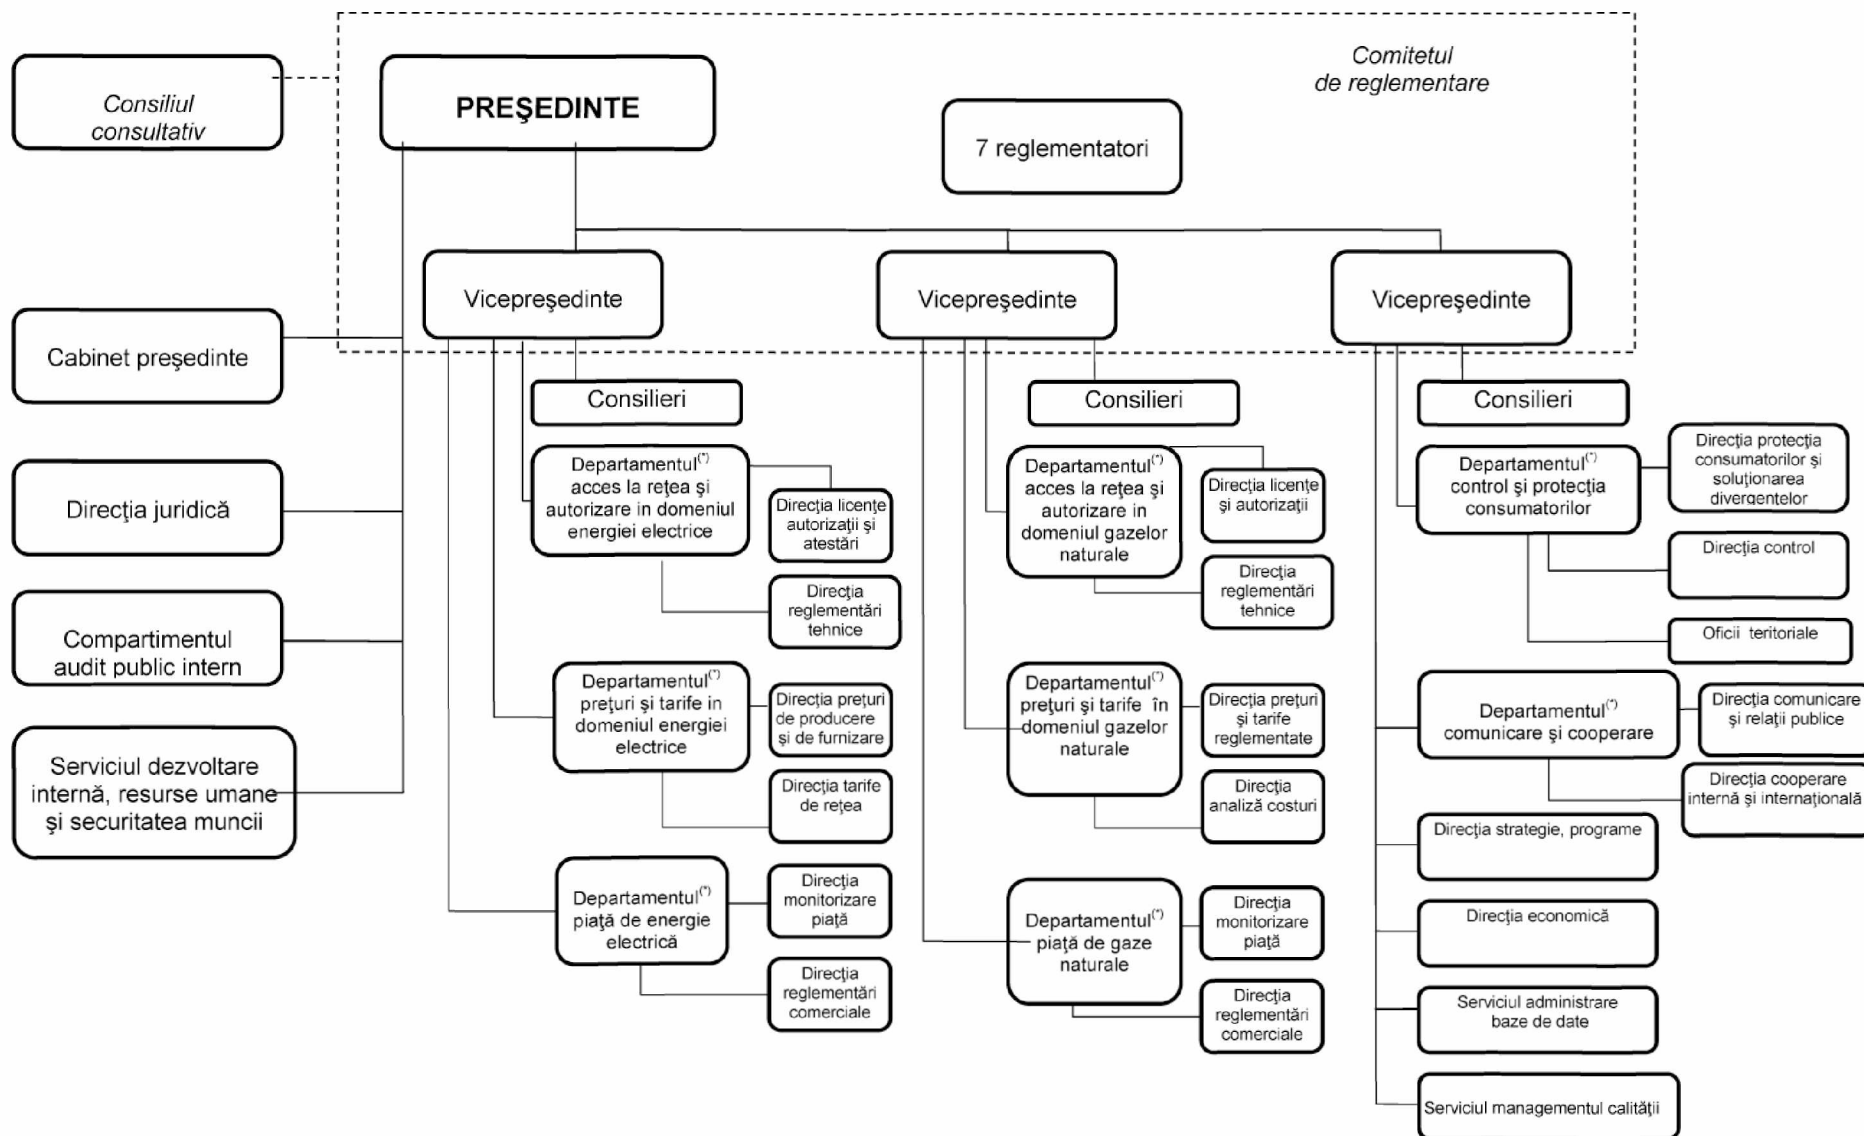 Comitetul
de reglementare
Consiliul
consultativ
PREŞEDINTE
7 reglementatori
Vicepreşedinte
Vicepreşedinte
Vicepreşedinte
Cabinet preşedinte
Direcţia juridică
Compartimentul
audit public intern
Serviciul dezvoltare
internă, resurse umane
şi securitatea muncii
Consilieri
Departamentul(*)
acces la reţea şi
autorizare in domeniul
energiei electrice
Direcţia licenţe
autorizaţii şi
atestări
Direcţia
reglementări
tehnice
Departamentul(*)
preţuri şi tarife in
domeniul energiei
electrice
Direcţia preţuri
de producere
şi de furnizare
Direcţia tarife
de reţea
Departamentul(*)
piaţă de energie
electrică
Direcţia
monitorizare
piaţă
Direcţia
reglementări
comerciale
Consilieri
Departamentul(*)
acces la reţea şi
autorizare in
domeniul gazelor
naturale
Direcţia licenţe
şi autorizaţii
Direcţia
reglementări
tehnice
Departamentul(*)
preţuri şi tarife în
domeniul gazelor
naturale
Direcţia preţuri
şi tarife
reglementate
Direcţia
analiză costuri
Departamentul(*)
piaţă de gaze
naturale
Direcţia
monitorizare
piaţă
Direcţia
reglementări
comerciale
Consilieri
Departamentul(*)
control şi protecţia
consumatorilor
Direcţia protecţia
consumatorilor şi
soluţionarea
divergentelor
Direcţia control
Oficii teritoriale
Departamentul(*)
comunicare şi cooperare
Direcţia comunicare
şi relaţii publice
Direcţia cooperare
internă şi internaţională
Direcţia strategie, programe
Direcţia economică
Serviciul administrare
baze de date
Serviciul managementul calităţii